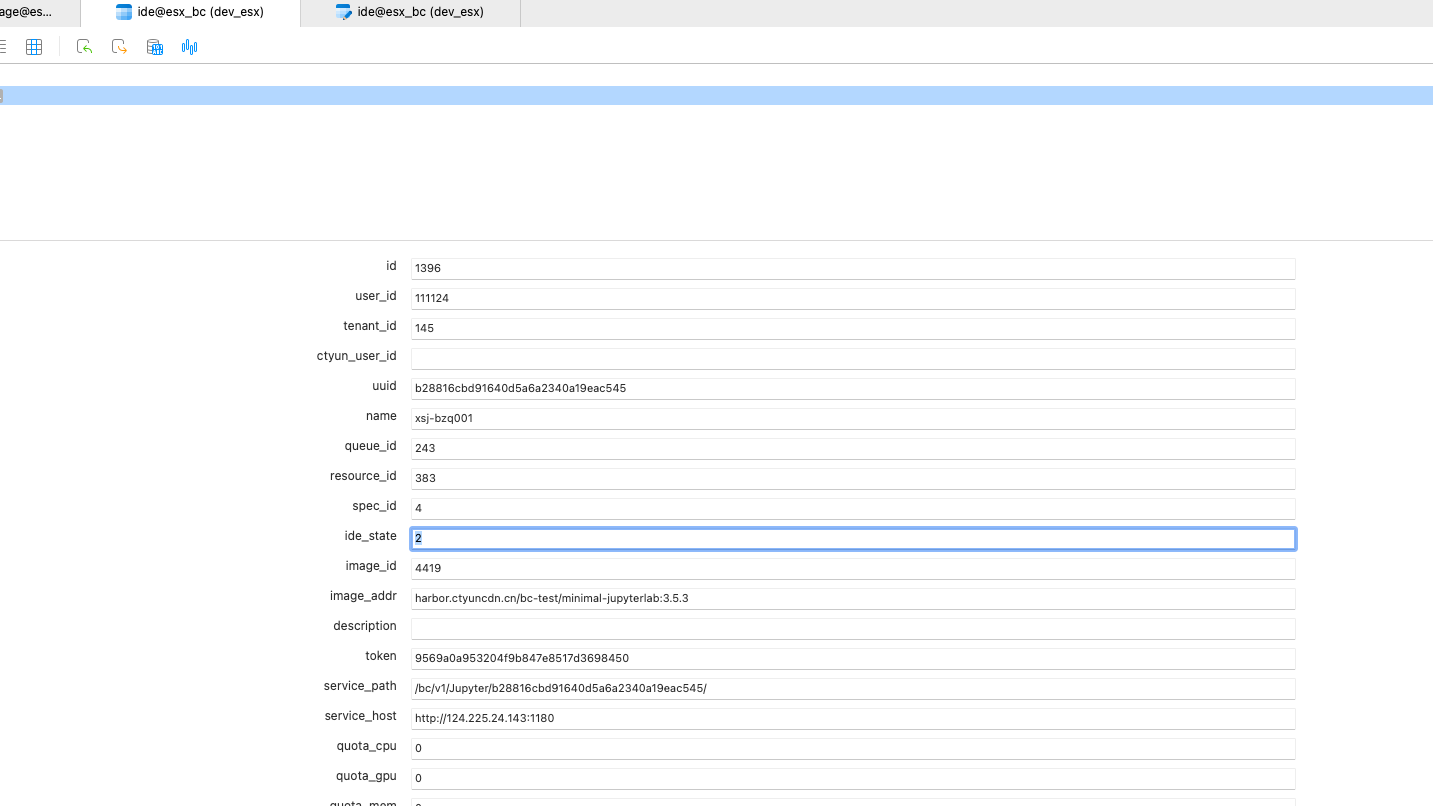 age@es...
ide@esx_bc (dev_esx)
ide@esx_bc (dev_esx)
id 1396
user_id 111124
tenant_id 145
ctyun_user_id
uuid b28816cbd91640d5a6a2340a19eac545
name xsj-bzq001
queue_id 243
resource_id 383
spec_id 4
ide_state 2
image_id 4419
image_addr harbor.ctyuncdn.cn/bc-test/minimal-jupyterlab:3.5.3
description
token 9569a0a953204f9b847e8517d3698450
service_path /bc/v1/Jupyter/b28816cbd91640d5a6a2340a19eac545/
service_host http://124.225.24.143:1180
quota_cpu 0
quota_gpu 0
quota_mem